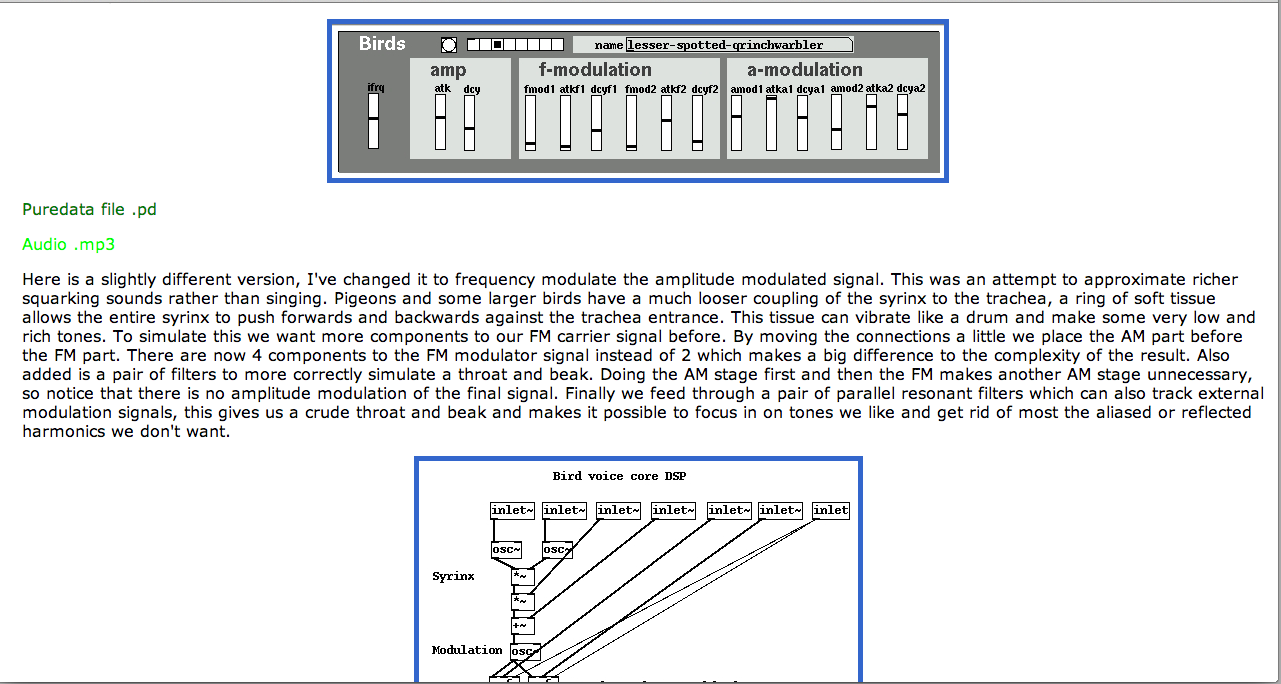 Birds name lesser-spotted-qrinchwarbler
amp f-modulation a-modulation
ifrq atk dcy fmod1 atkf1 dcyf1 fmod2 atkf2 dcyf2 amod1 atka1 dcya1 amod2 atka2 dcya2
Puredata file .pd
Audio .mp3
Here is a slightly different version, I've changed it to frequency modulate the amplitude modulated signal. This was an attempt to approximate richer
squarking sounds rather than singing. Pigeons and some larger birds have a much looser coupling of the syrinx to the trachea, a ring of soft tissue
allows the entire syrinx to push forwards and backwards against the trachea entrance. This tissue can vibrate like a drum and make some very low and
rich tones. To simulate this we want more components to our FM carrier signal before. By moving the connections a little we place the AM part before
the FM part. There are now 4 components to the FM modulator signal instead of 2 which makes a big difference to the complexity of the result. Also
added is a pair of filters to more correctly simulate a throat and beak. Doing the AM stage first and then the FM makes another AM stage unnecessary,
so notice that there is no amplitude modulation of the final signal. Finally we feed through a pair of parallel resonant filters which can also track external
modulation signals, this gives us a crude throat and beak and makes it possible to focus in on tones we like and get rid of most the aliased or reflected
harmonics we don't want.
Bird voice core DSP
inlet~ inlet~ inlet~ inlet~ inlet~ inlet~ inlet
osc~ osc~
Syrinx *~
*~
+~
Modulation osc~